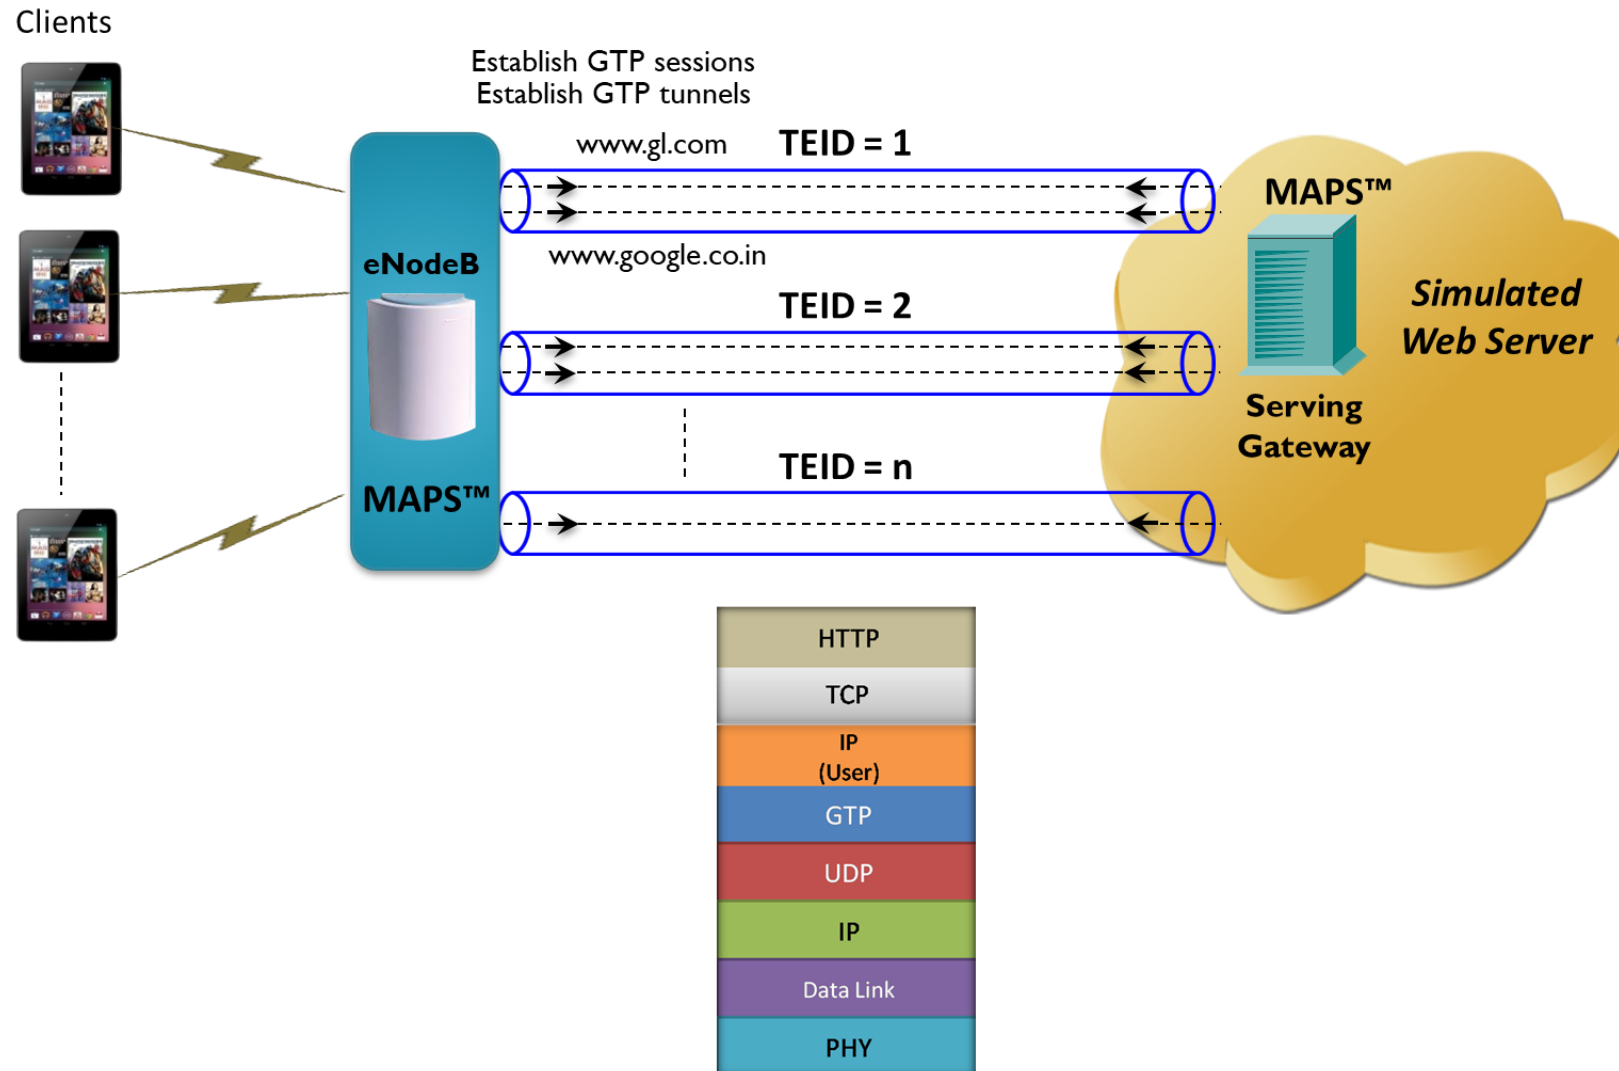 Clients
Establish GTP sessions
Establish GTP tunnels
www.gl.com
TEID = 1
www.google.co.in
TEID = 2
TEID = n
eNodeB
MAPS™
MAPS™
Simulated
Web Server
Serving
Gateway
HTTP
TCP
IP
(User)
GTP
UDP
IP
Data Link
PHY